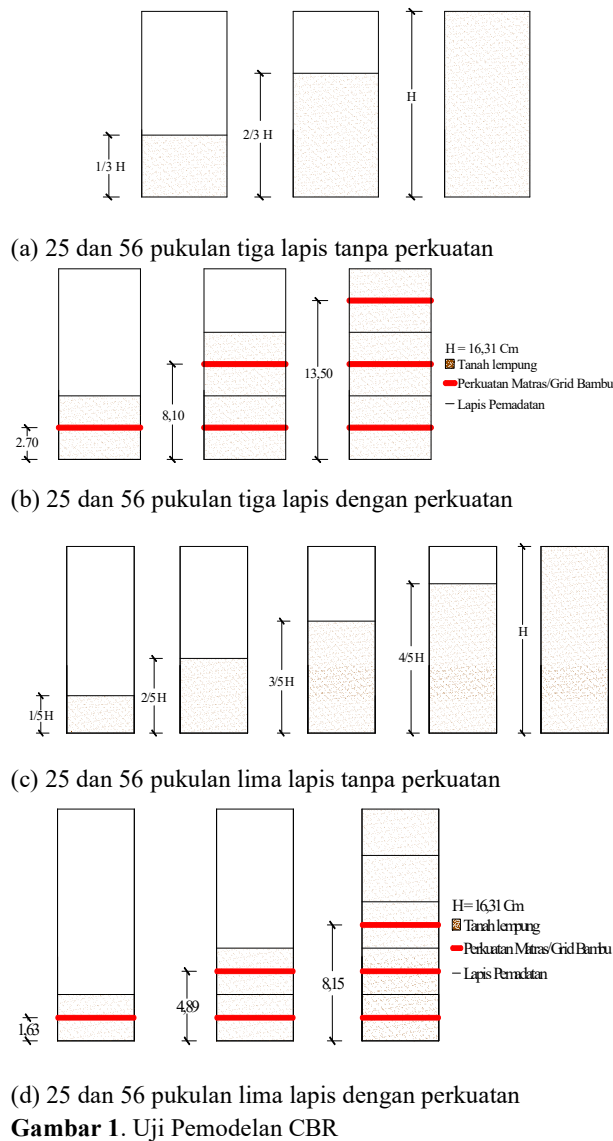 1/3 H
2/3 H
H
(a) 25 dan 56 pukulan tiga lapis tanpa perkuatan
2.70
8,10
13,50
H = 16,31 Cm
Tanah lempung
Perkuatan Matras/Grid Bambu
Lapis Pemadatan
(b) 25 dan 56 pukulan tiga lapis dengan perkuatan
1/5 H
2/5 H
3/5 H
4/5 H
H
(c) 25 dan 56 pukulan lima lapis tanpa perkuatan
1,63
4,89
8,15
H = 16,31 Cm
Tanah lempung
Perkuatan Matras/Grid Bambu
Lapis Pemadatan
(d) 25 dan 56 pukulan lima lapis dengan perkuatan
Gambar 1. Uji Pemodelan CBR